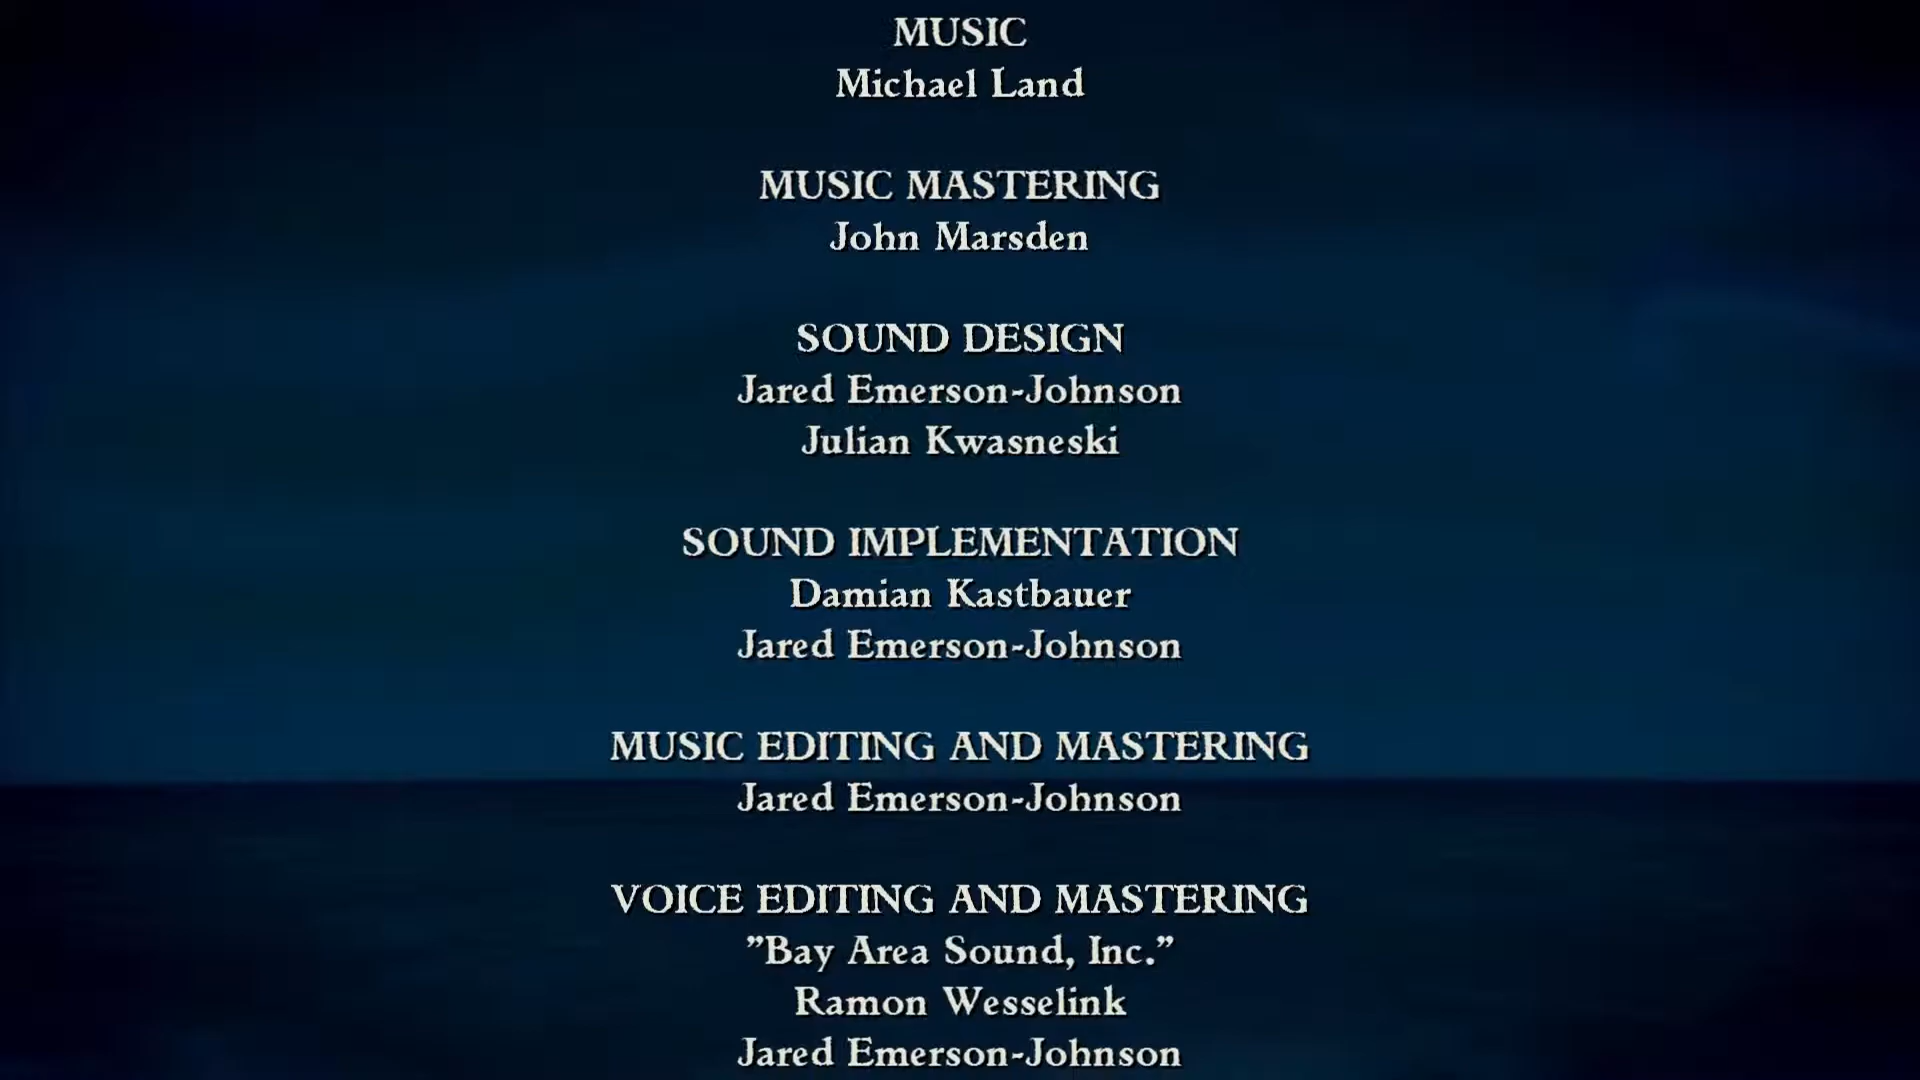 MUSIC
Michael Land
MUSIC MASTERING
John Marsden
SOUND DESIGN
Jared Emerson-Johnson
Julian Kwasneski
SOUND IMPLEMENTATION
Damian Kastbauer
Jared Emerson-Johnson
MUSIC EDITING AND MASTERING
Jared Emerson-Johnson
VOICE EDITING AND MASTERING
”Bay Area Sound, Inc.”
Ramon Wesselink
Jared Emerson-Johnson